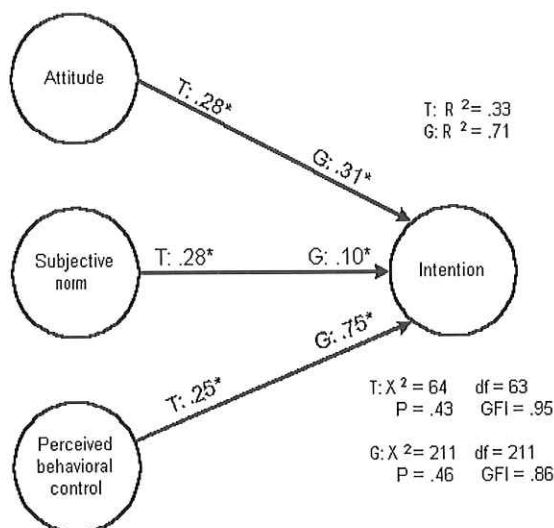 Attitude
T: .28*
G: .31*
T: R ² = .33
G: R ² = .71
Subjective
norm
T: .28*
G: .10*
Intention
T: .25*
G: .75*
Perceived
behavioral
control
T: X ² = 64 df = 63
P = .43 GFI = .95
G: X ² = 211 df = 211
P = .46 GFI = .86